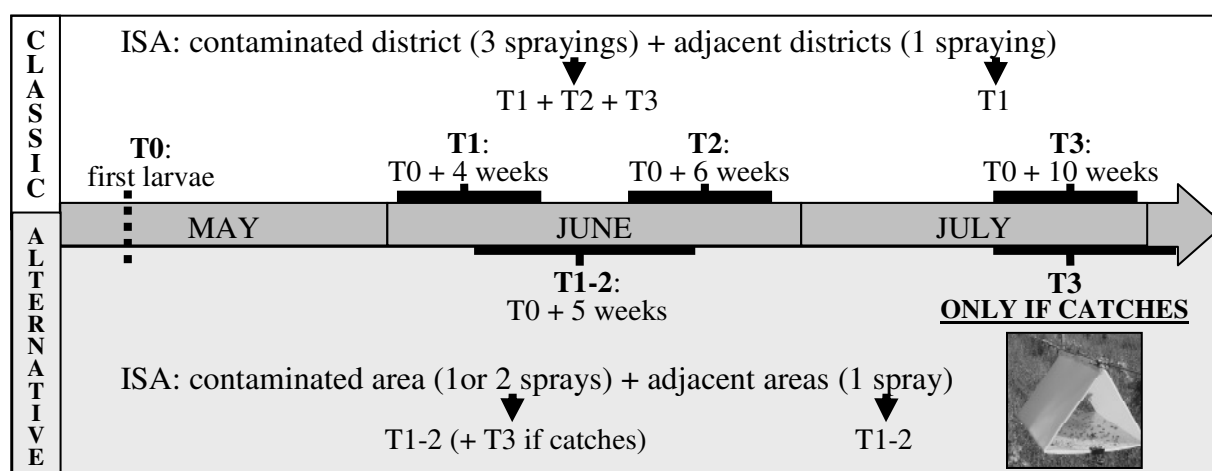 CLASSIC
ISA: contaminated district (3 sprayings) + adjacent districts (1 spraying)
T1 + T2 + T3
T1
T0:
first larvae
T1:
T0 + 4 weeks
T2:
T0 + 6 weeks
T3:
T0 + 10 weeks
MAY
JUNE
JULY
ALTERNATIVE
T1-2:
T0 + 5 weeks
T3
ONLY IF CATCHES
ISA: contaminated area (1or 2 sprays) + adjacent areas (1 spray)
T1-2 (+ T3 if catches)
T1-2